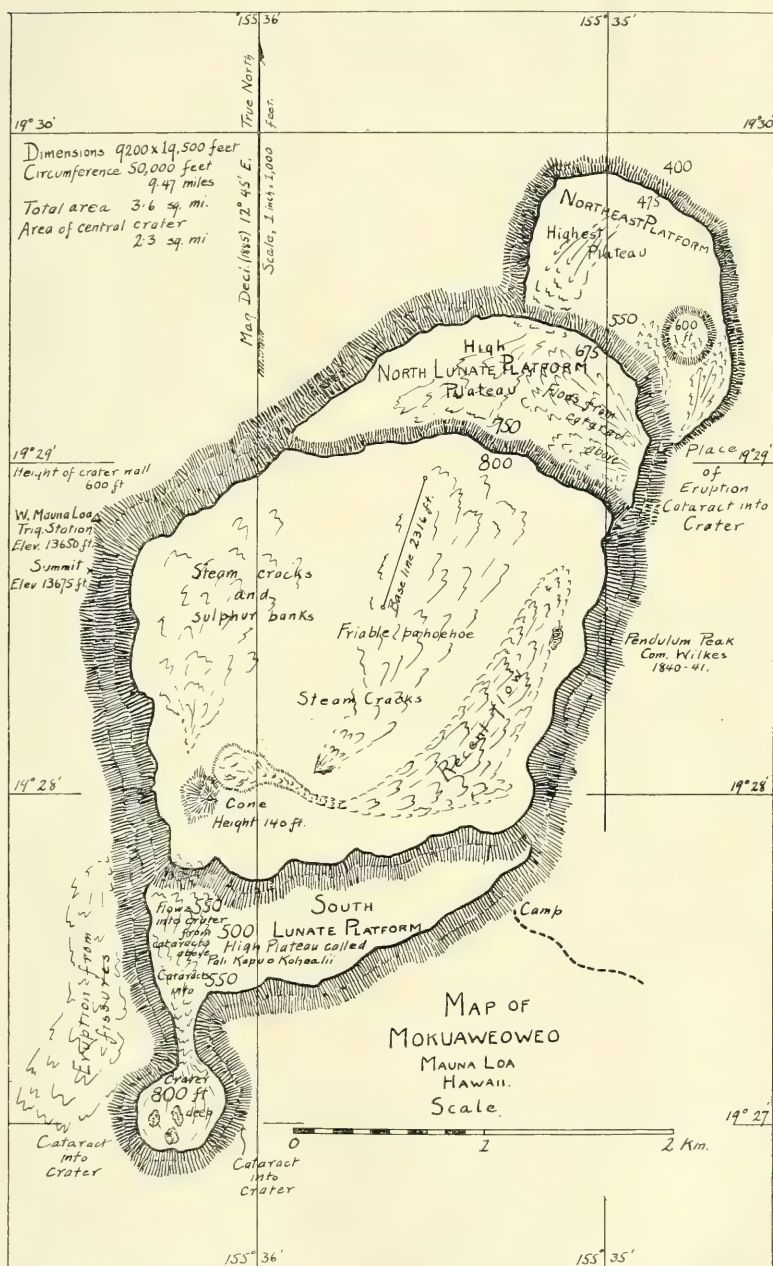 155°36'
155°35'
True North
Mag Decl. (1885) 12° 45' E.
Scale, 1 inch = 1,000 feet.
19°30'
19°30
Dimensions 9200 x 19,500 feet
Circumference 50,000 feet
9.47 miles
Total area 3.6 sq. mi.
Area of central crater
2.3 sq. mi
400
475
NORTHEAST PLATFORM
Highest
Plateau
550
600
ft
High
675
NORTH LUNATE PLATFORM
Plateau
Flows from
cataract
above
750
800
19°29'
Height of crater wall
600 ft
Place
19°29'
of
Eruption
Cataract into
Crater
W. Mauna Loa
Trig. Station
Elev. 13650 ft.
Summit
Elev 13675 ft.
Base line 2316 ft.
Steam cracks
and
Sulphur banks
Friable pahoehoe
Pendulum Peak
Com. Wilkes
1840-41.
Steam Cracks
Recent flow
19°28'
19°28'
Cone
Height 140 ft.
Flows 550
into crater
from
cataracts
above
SOUTH
500 LUNATE PLATFORM
High Plateau called
Pali Kapu o Kohoalii
Cataract 550
into
Camp
Eruption from
fissures
MAP OF
MOKUAWEOWEO
MAUNA LOA
HAWAII.
Scale.
Crater
800 ft
deep
19°27'
0 1 2 Km.
Cataract
into
Crater
Cataract
into
Crater
155°36'
155°35'